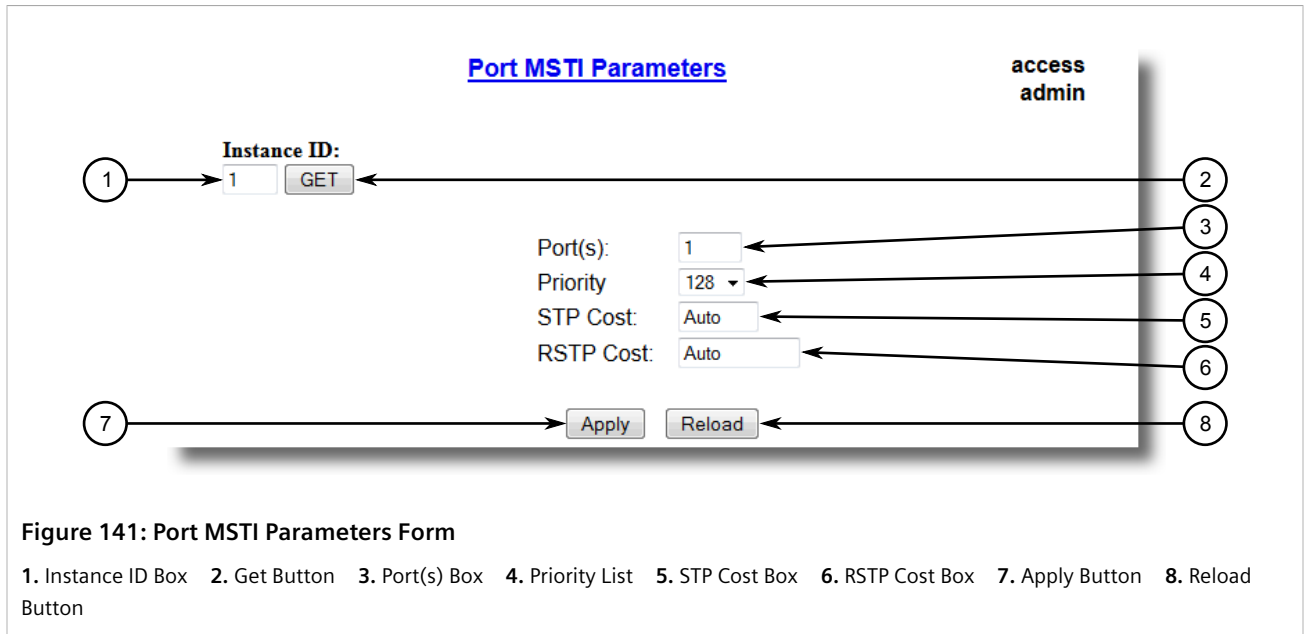 Port MSTI Parameters
access
admin
Instance ID:
1 GET
1
2
Port(s): 1
3
Priority 128
4
STP Cost: Auto
5
RSTP Cost: Auto
6
7
Apply Reload
8
Figure 141: Port MSTI Parameters Form
1. Instance ID Box 2. Get Button 3. Port(s) Box 4. Priority List 5. STP Cost Box 6. RSTP Cost Box 7. Apply Button 8. Reload
Button